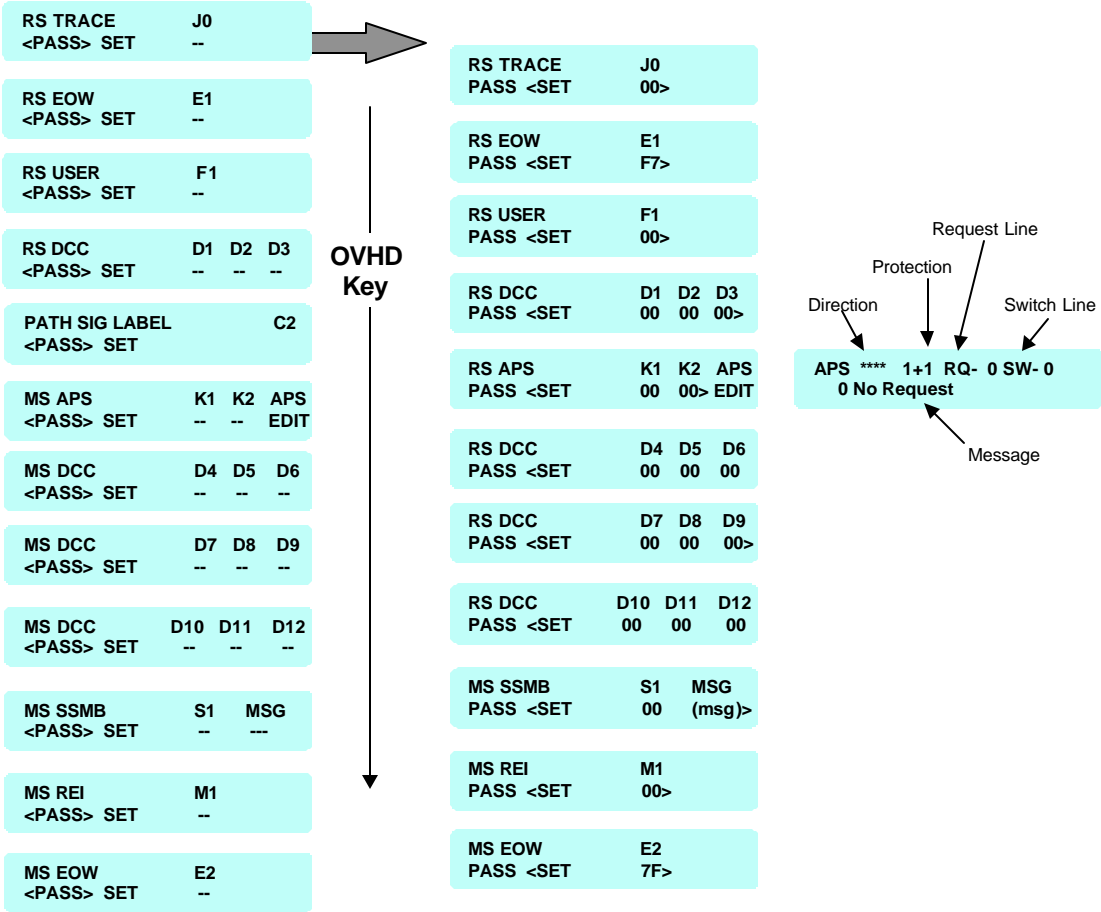 RS TRACE J0
<PASS> SET --
RS EOW E1
<PASS> SET --
RS USER F1
<PASS> SET --
RS DCC D1 D2 D3
<PASS> SET -- -- --
PATH SIG LABEL C2
<PASS> SET
MS APS K1 K2 APS
<PASS> SET -- -- EDIT
MS DCC D4 D5 D6
<PASS> SET -- -- --
MS DCC D7 D8 D9
<PASS> SET -- -- --
MS DCC D10 D11 D12
<PASS> SET -- -- --
MS SSMB S1 MSG
<PASS> SET -- ---
MS REI M1
<PASS> SET --
MS EOW E2
<PASS> SET --
OVHD
Key
RS TRACE J0
PASS <SET 00>
RS EOW E1
PASS <SET F7>
RS USER F1
PASS <SET 00>
RS DCC D1 D2 D3
PASS <SET 00 00 00>
RS APS K1 K2 APS
PASS <SET 00 00> EDIT
RS DCC D4 D5 D6
PASS <SET 00 00 00
RS DCC D7 D8 D9
PASS <SET 00 00 00>
RS DCC D10 D11 D12
PASS <SET 00 00 00
MS SSMB S1 MSG
PASS <SET 00 (msg)>
MS REI M1
PASS <SET 00>
MS EOW E2
PASS <SET 7F>
Request Line
Protection
Direction Switch Line
APS **** 1+1 RQ- 0 SW- 0
0 No Request
Message